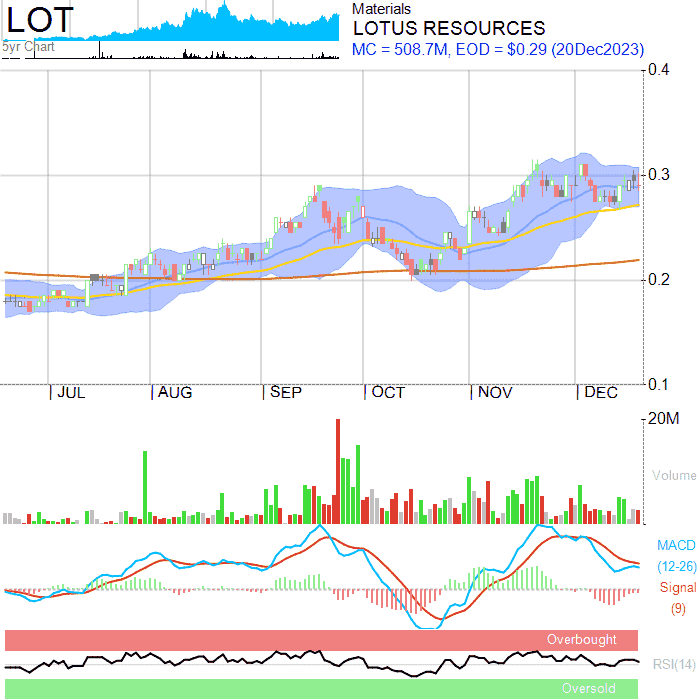 LOT
5yr Chart
Materials
LOTUS RESOURCES
MC = 508.7M, EOD = $0.29 (20Dec2023)
0.4
0.3
0.2
0.1
JUL AUG SEP OCT NOV DEC
20M
Volume
MACD
(12-26)
Signal
(9)
Overbought
RSI(14)
Oversold